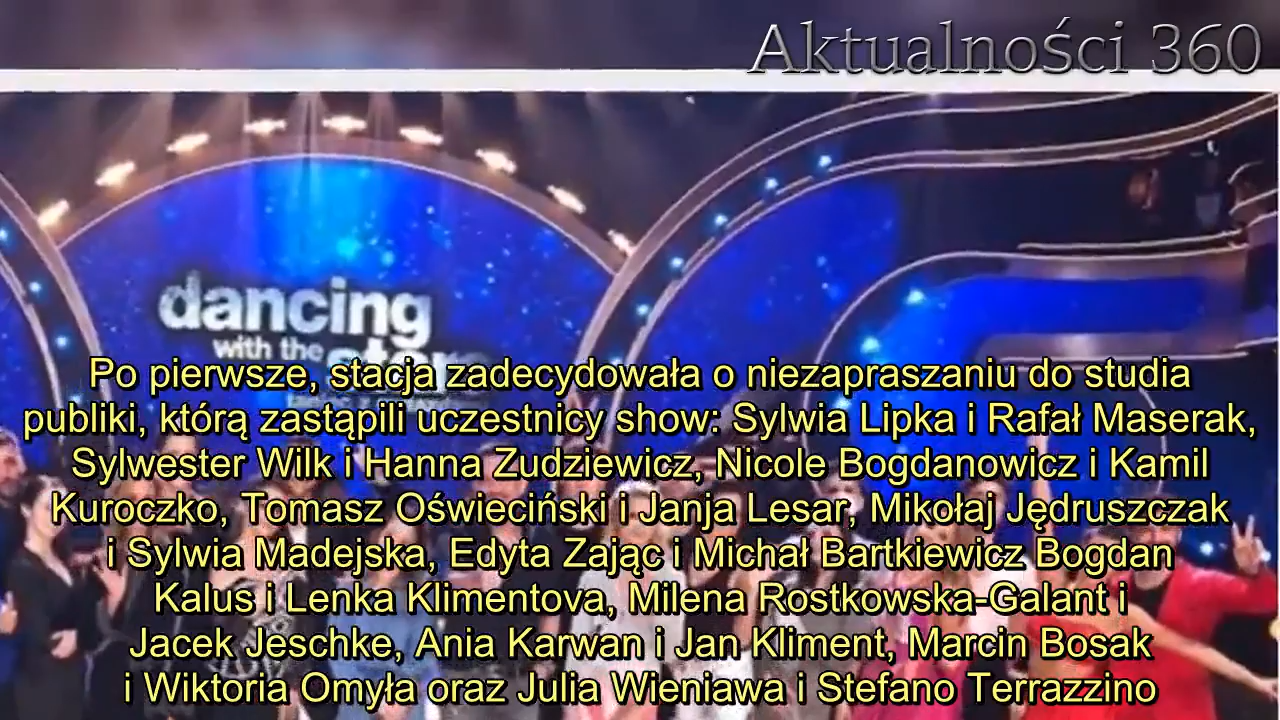 Aktualności 360
dancing
with the
stars
Po pierwsze, stacja zadecydowała o niezapraszaniu do studia
publiki, którą zastąpili uczestnicy show: Sylwia Lipka i Rafał Maserak,
Sylwester Wilk i Hanna Zudziewicz, Nicole Bogdanowicz i Kamil
Kuroczko, Tomasz Oświeciński i Janja Lesar, Mikołaj Jędruszczak
i Sylwia Madejska, Edyta Zając i Michał Bartkiewicz Bogdan
Kalus i Lenka Klimentova, Milena Rostkowska-Galant i
Jacek Jeschke, Ania Karwan i Jan Kliment, Marcin Bosak
i Wiktoria Omyła oraz Julia Wieniawa i Stefano Terrazzino